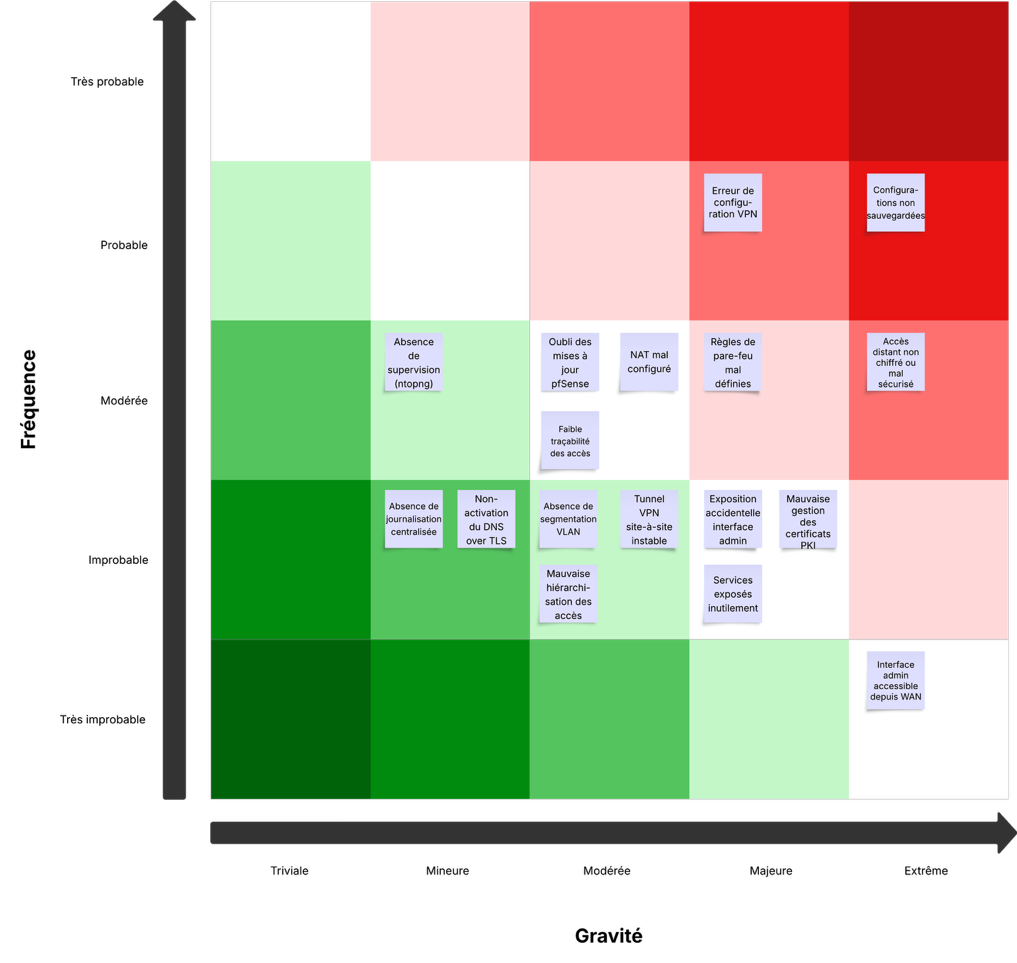 Très probable
Probable
Erreur de
configu-
ration VPN
Configura-
tions non
sauvegardées
Fréquence
Modérée
Absence
de
supervision
(ntopng)
Oubli des
mises à
jour
pfSense
NAT mal
configuré
Règles de
pare-feu
mal
définies
Accès
distant non
chiffré ou
mal
sécurisé
Faible
traçabilité
des accès
Improbable
Absence de
journalisation
centralisée
Non-
activation
du DNS
over TLS
Absence de
segmentation
VLAN
Tunnel
VPN
site-à-site
instable
Exposition
accidentelle
interface
admin
Mauvaise
gestion
des
certificats
PKI
Mauvaise
hiérarchi-
sation des
accès
Services
exposés
inutilement
Très improbable
Interface
admin
accessible
depuis WAN
Triviale
Mineure
Modérée
Majeure
Extrême
Gravité